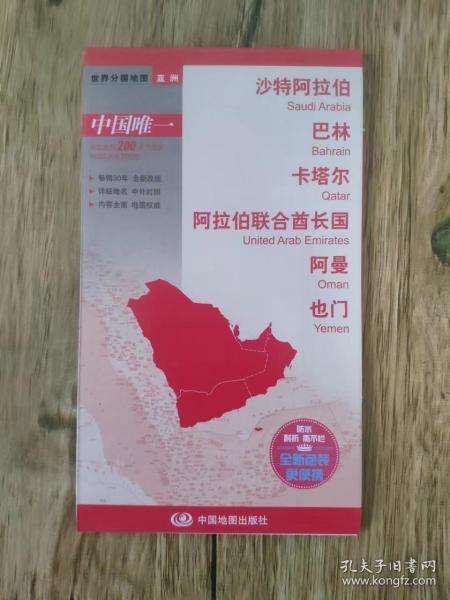 世界分国地图 亚洲
中国唯一
畅销30年 全新改版
详细地名 中外对照
内容全面 地图权威
沙特阿拉伯
Saudi Arabia
巴林
Bahrain
卡塔尔
Qatar
阿拉伯联合酋长国
United Arab Emirates
阿曼
Oman
也门
Yemen
防水
耐折 撕不烂
全新包装
更便携
中国地图出版社
孔夫子旧书网
www.kongfz.com